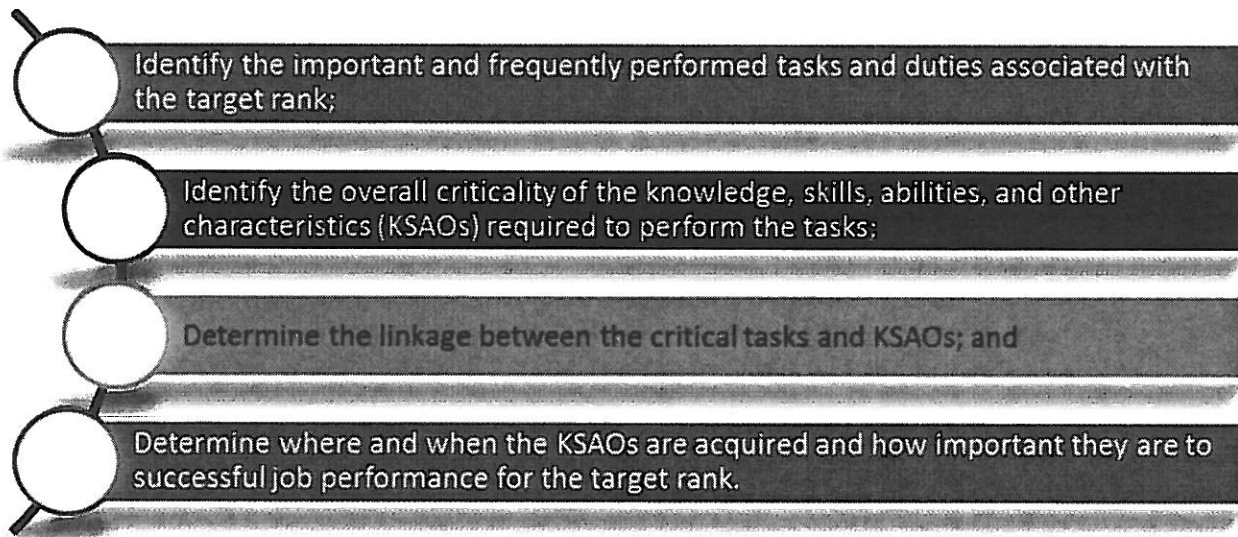 Identify the important and frequently performed tasks and duties associated with
the target rank;
Identify the overall criticality of the knowledge, skills, abilities, and other
characteristics (KSAOs) required to perform the tasks;
Determine the linkage between the critical tasks and KSAOs; and
Determine where and when the KSAOs are acquired and how important they are to
successful job performance for the target rank.